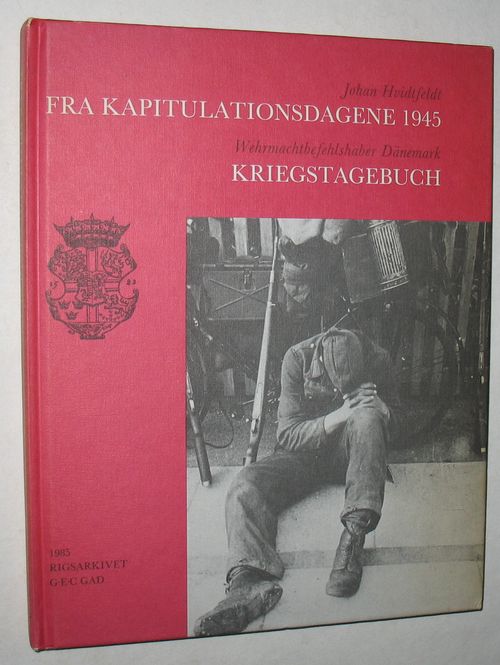 Johan Hvidtfeldt
FRA KAPITULATIONSDAGENE 1945
Wehrmachtbefehlshaber Dänemark
KRIEGSTAGEBUCH
1985
RIGSARKIVET
G·E·C GAD